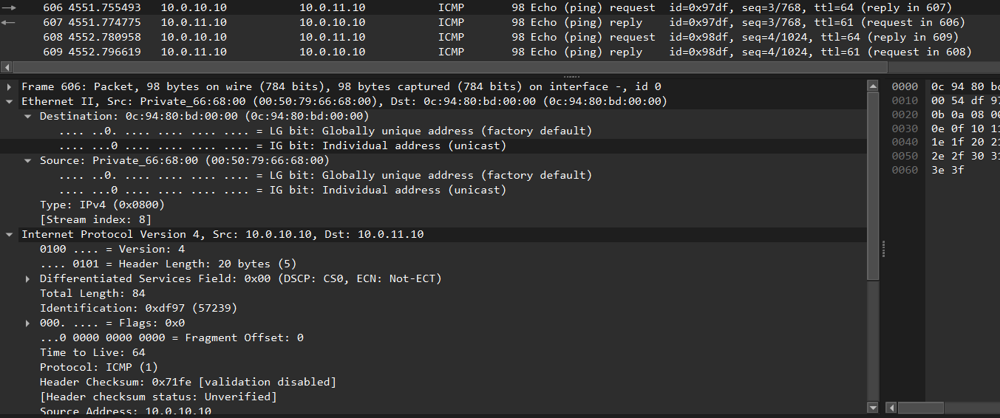 606 4551.755493 10.0.10.10 10.0.11.10 ICMP 98 Echo (ping) request id=0x97df, seq=3/768, ttl=64 (reply in 607)
607 4551.774775 10.0.11.10 10.0.10.10 ICMP 98 Echo (ping) reply id=0x97df, seq=3/768, ttl=61 (request in 606)
608 4552.780958 10.0.10.10 10.0.11.10 ICMP 98 Echo (ping) request id=0x98df, seq=4/1024, ttl=64 (reply in 609)
609 4552.796619 10.0.11.10 10.0.10.10 ICMP 98 Echo (ping) reply id=0x98df, seq=4/1024, ttl=61 (request in 608)
Frame 606: Packet, 98 bytes on wire (784 bits), 98 bytes captured (784 bits) on interface -, id 0
Ethernet II, Src: Private_66:68:00 (00:50:79:66:68:00), Dst: 0c:94:80:bd:00:00 (0c:94:80:bd:00:00)
Destination: 0c:94:80:bd:00:00 (0c:94:80:bd:00:00)
.... ..0. .... .... .... .... = LG bit: Globally unique address (factory default)
.... ...0 .... .... .... .... = IG bit: Individual address (unicast)
Source: Private_66:68:00 (00:50:79:66:68:00)
.... ..0. .... .... .... .... = LG bit: Globally unique address (factory default)
.... ...0 .... .... .... .... = IG bit: Individual address (unicast)
Type: IPv4 (0x0800)
[Stream index: 8]
Internet Protocol Version 4, Src: 10.0.10.10, Dst: 10.0.11.10
0100 .... = Version: 4
.... 0101 = Header Length: 20 bytes (5)
Differentiated Services Field: 0x00 (DSCP: CS0, ECN: Not-ECT)
Total Length: 84
Identification: 0xdf97 (57239)
000. .... = Flags: 0x0
...0 0000 0000 0000 = Fragment Offset: 0
Time to Live: 64
Protocol: ICMP (1)
Header Checksum: 0x71fe [validation disabled]
[Header checksum status: Unverified]
Source Address: 10.0.10.10
0000 0c 94 80
0010 00 54 df 97
0020 0b 0a 08 00
0030 0e 0f 10 11
0040 1e 1f 20 21
0050 2e 2f 30 31
0060 3e 3f